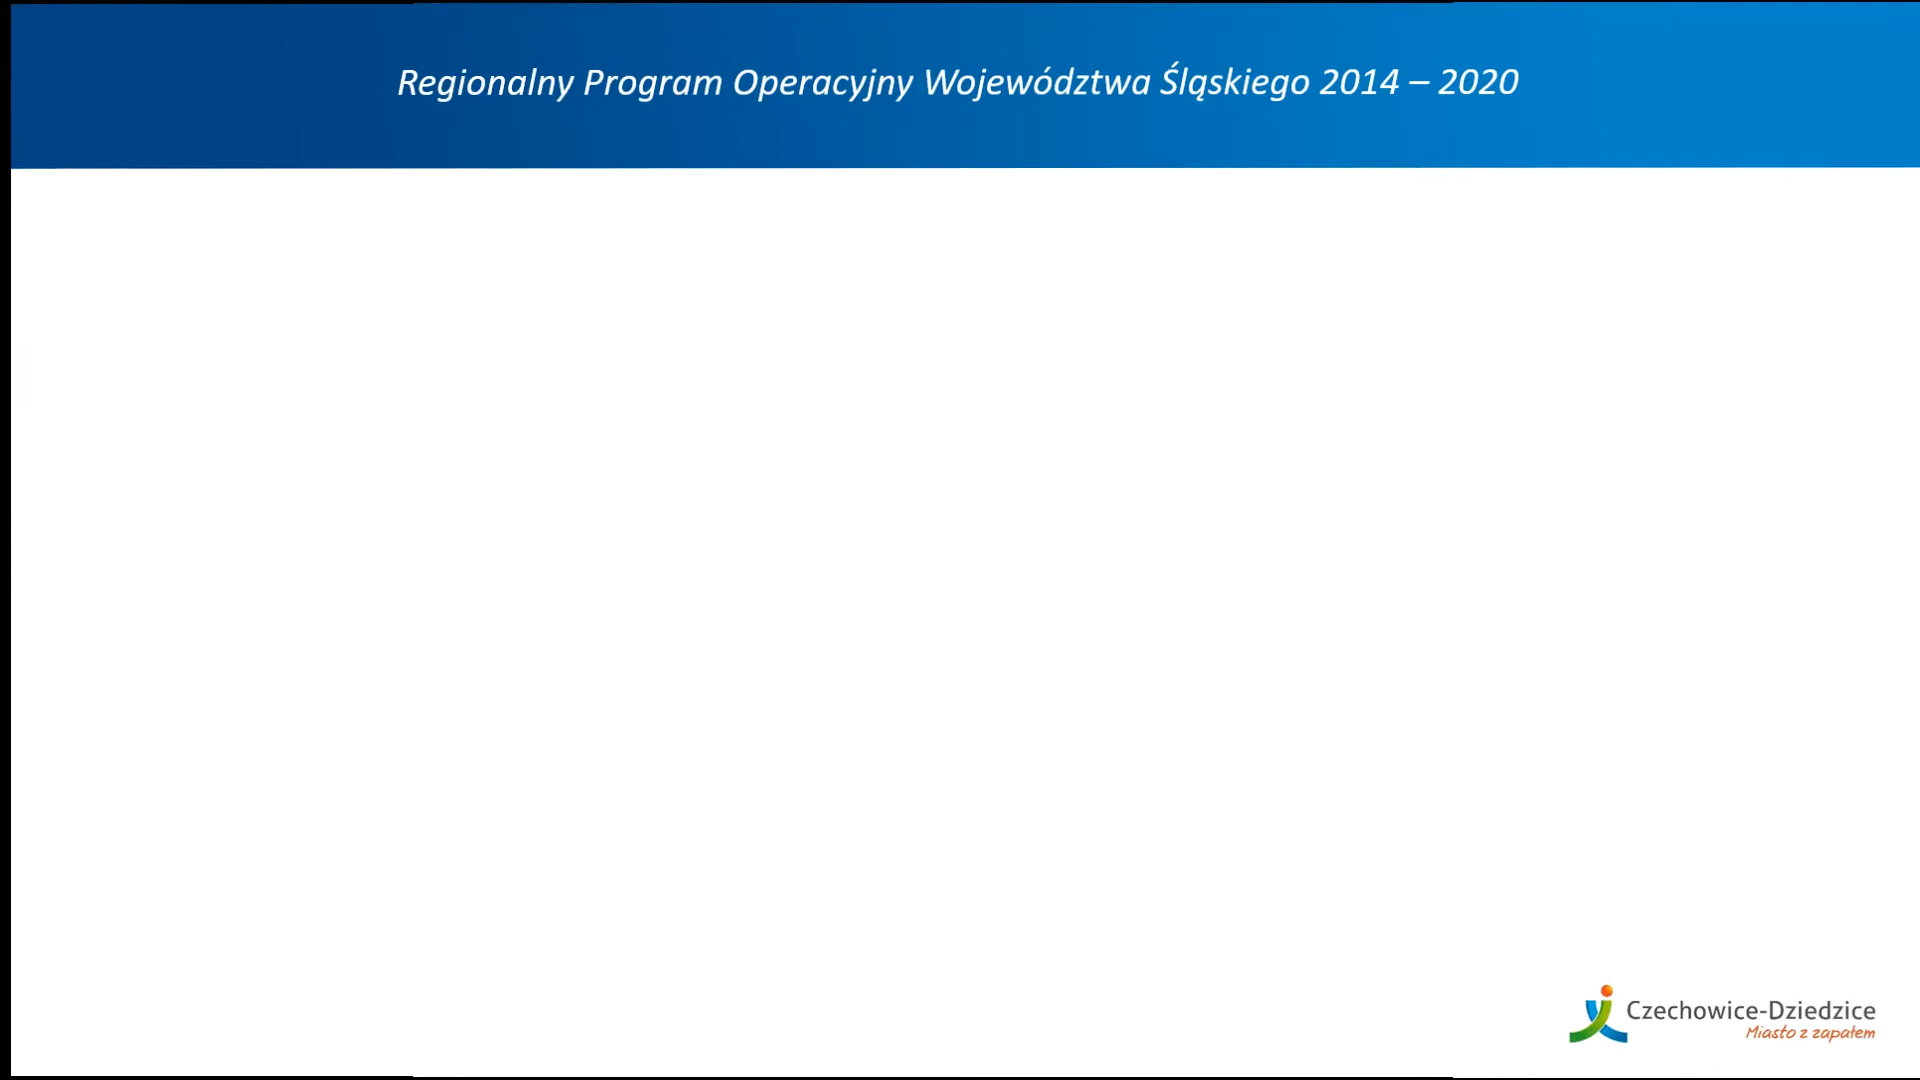 Regionalny Program Operacyjny Województwa Śląskiego 2014 – 2020
Czechowice-Dziedzice
Miasto z zapałem